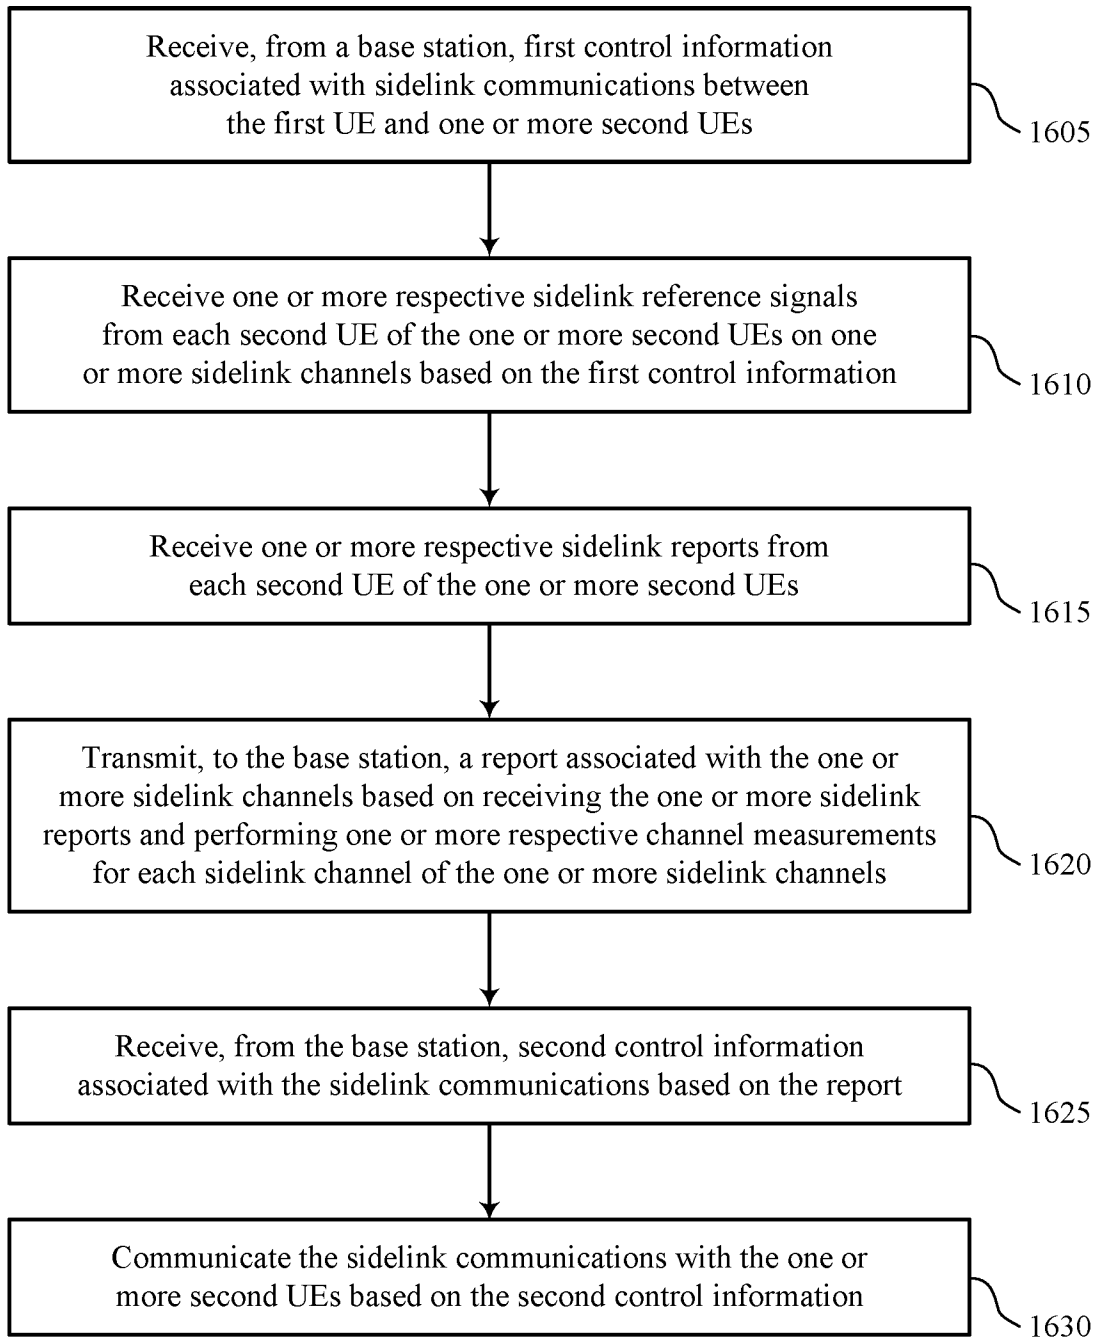 Receive, from a base station, first control information
associated with sidelink communications between
the first UE and one or more second UEs
1605
Receive one or more respective sidelink reference signals
from each second UE of the one or more second UEs on one
or more sidelink channels based on the first control information
1610
Receive one or more respective sidelink reports from
each second UE of the one or more second UEs
1615
Transmit, to the base station, a report associated with the one or
more sidelink channels based on receiving the one or more sidelink
reports and performing one or more respective channel measurements
for each sidelink channel of the one or more sidelink channels
1620
Receive, from the base station, second control information
associated with the sidelink communications based on the report
1625
Communicate the sidelink communications with the one or
more second UEs based on the second control information
1630